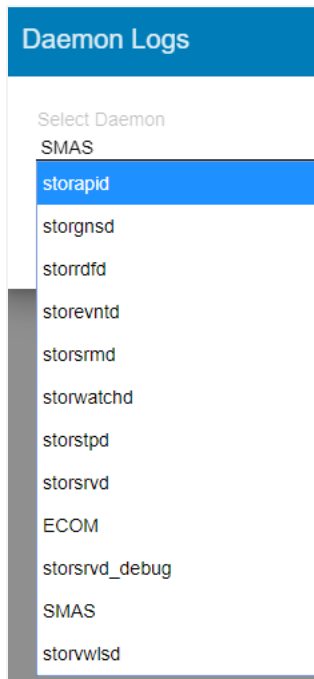 Daemon Logs
Select Daemon
SMAS
storapid
storgnsd
storrdfd
storevntd
storsrmd
storwatchd
storstpd
storsrvd
ECOM
storsrvd_debug
SMAS
storvwlsd